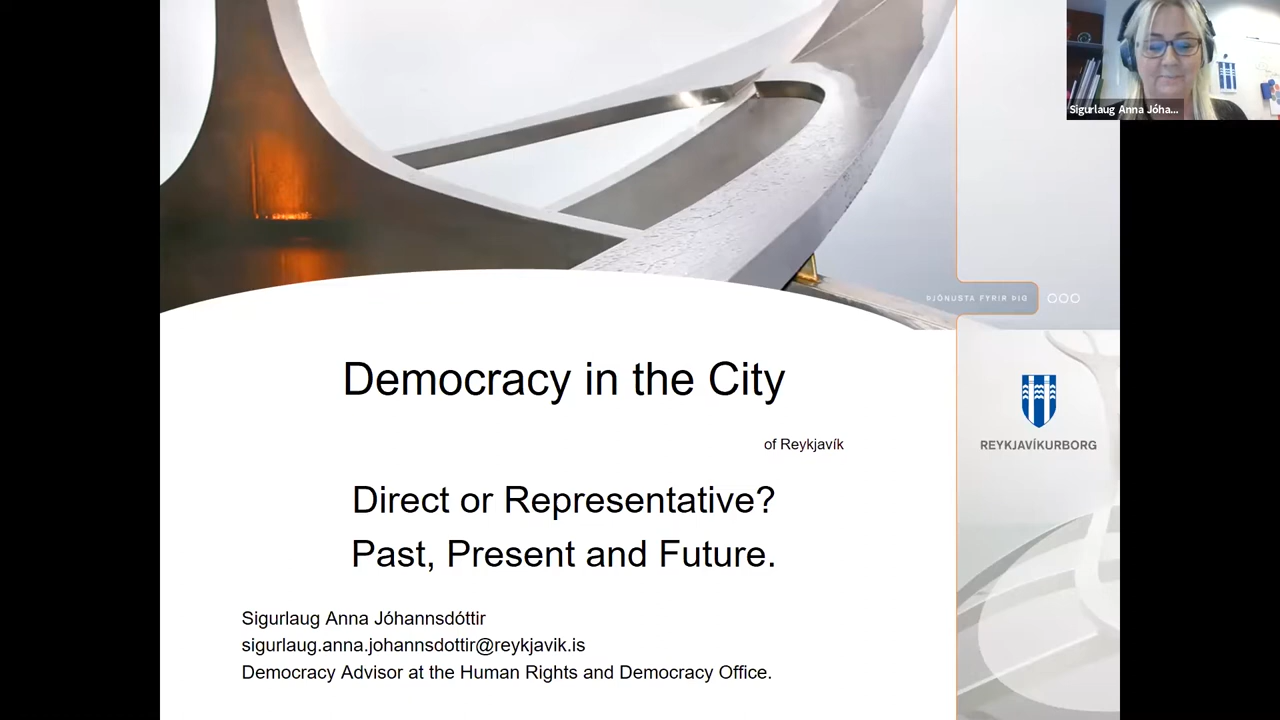 Sigurlaug Anna Jóha...
ÞJÓNUSTA FYRIR ÞIG
Democracy in the City
of Reykjavík
REYKJAVÍKURBORG
Direct or Representative?
Past, Present and Future.
Sigurlaug Anna Jóhannsdóttir
sigurlaug.anna.johannsdottir@reykjavik.is
Democracy Advisor at the Human Rights and Democracy Office.